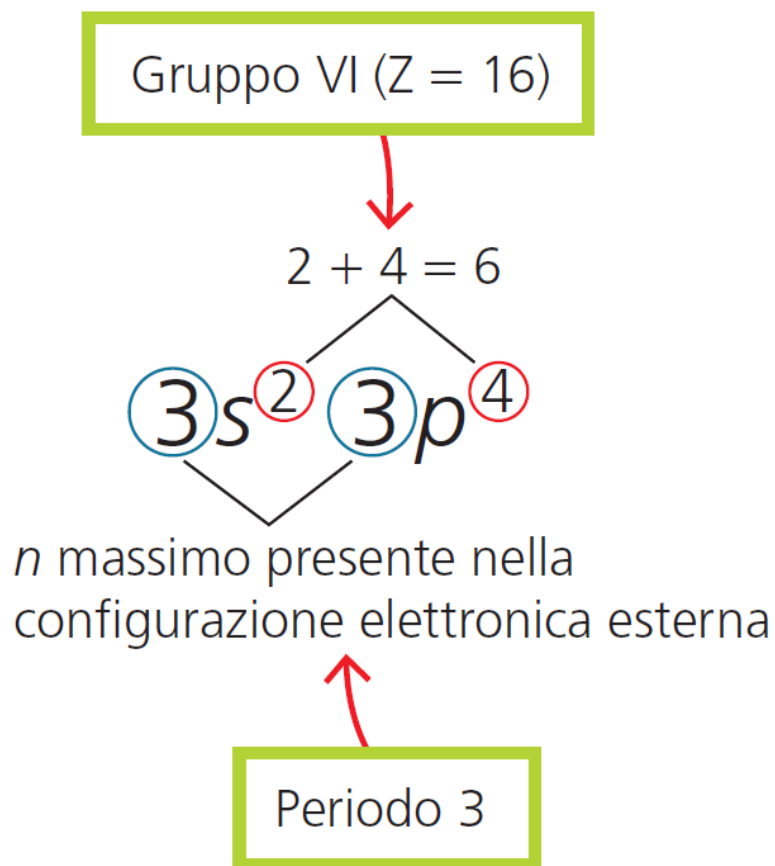 Gruppo VI (Z = 16)
2 + 4 = 6
3s² 3p⁴
n massimo presente nella
configurazione elettronica esterna
Periodo 3